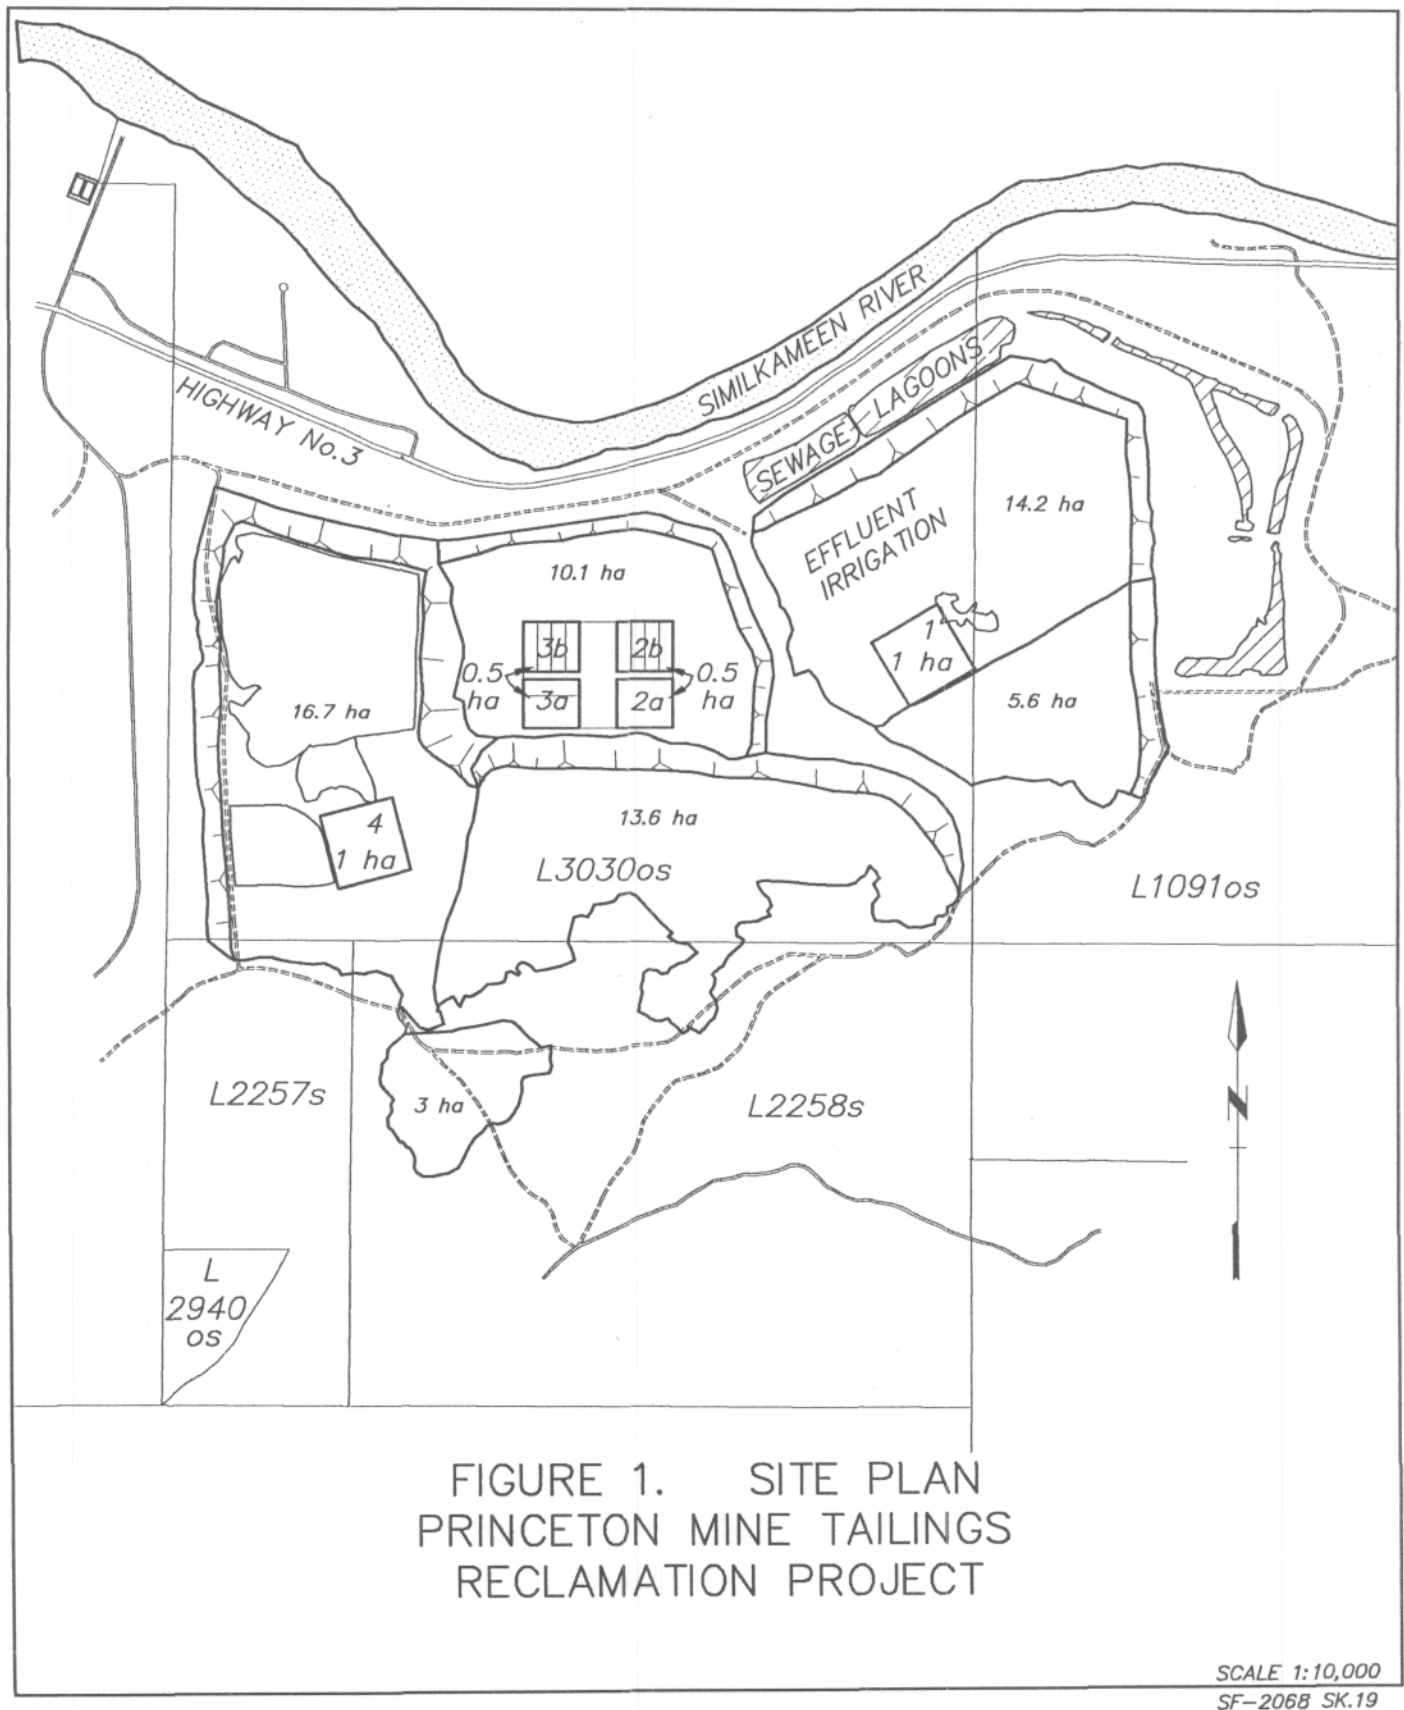 SIMILKAMEEN RIVER
HIGHWAY No.3
SEWAGE LAGOONS
EFFLUENT
IRRIGATION
14.2 ha
10.1 ha
3b
2b
0.5
ha
0.5
ha
3a
2a
1
1 ha
16.7 ha
5.6 ha
13.6 ha
4
1 ha
L3030os
L1091os
L2257s
3 ha
L2258s
N
L
2940
os
FIGURE 1. SITE PLAN
PRINCETON MINE TAILINGS
RECLAMATION PROJECT
SCALE 1:10,000
SF-2068 SK.19